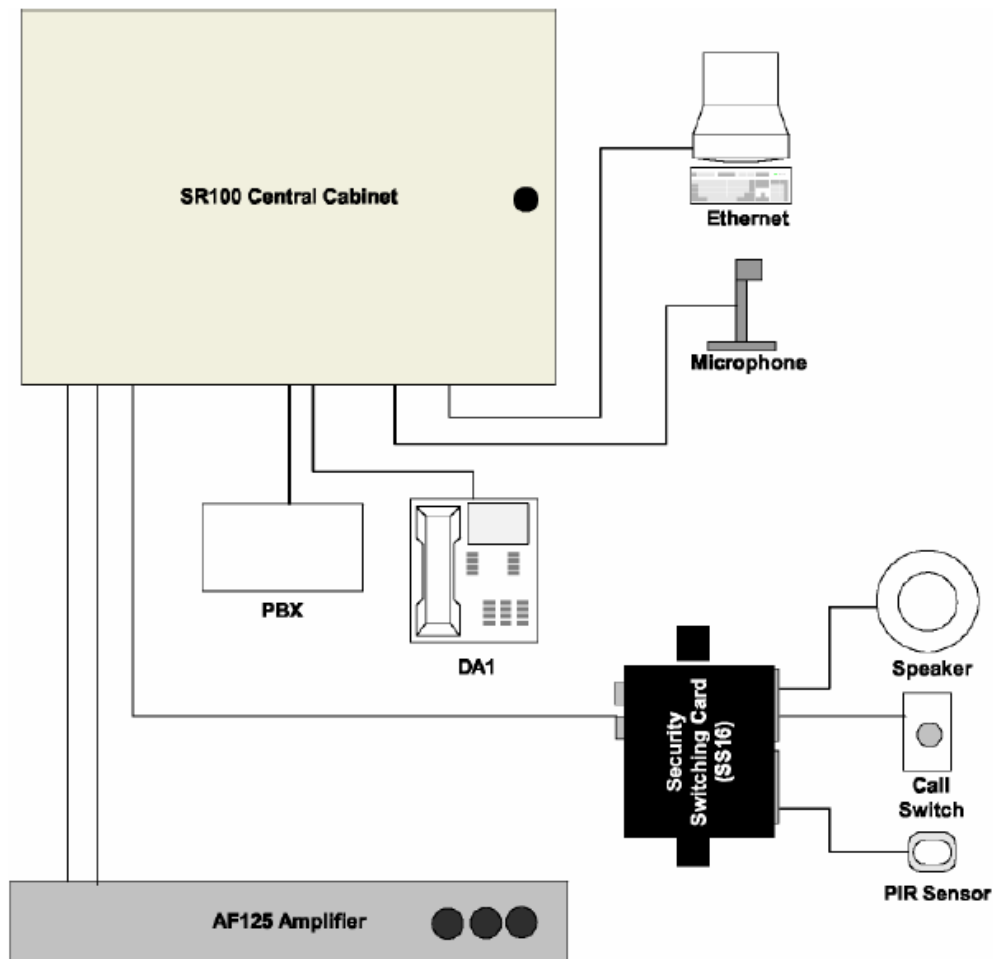 SR100 Central Cabinet
Ethernet
Microphone
PBX
DA1
Speaker
Security
Switching Card
(SS16)
Call
Switch
PIR Sensor
AF125 Amplifier